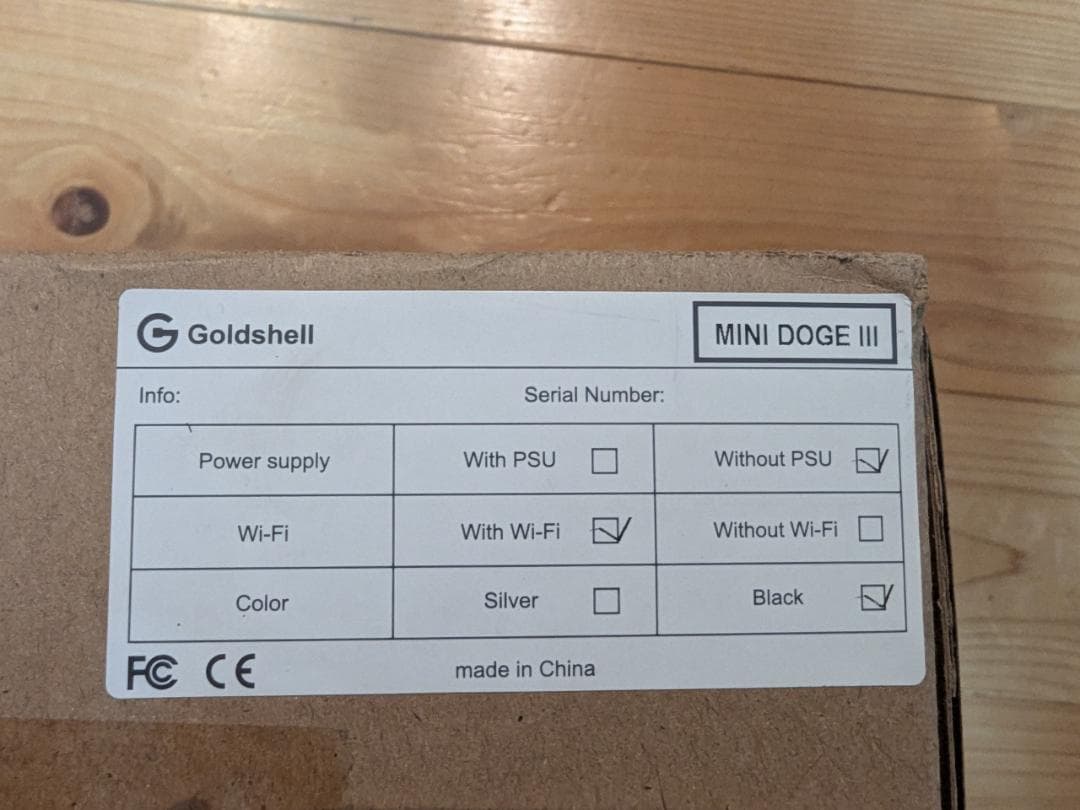 Goldshell MINI DOGE III
Info: Serial Number:
Power supply With PSU Without PSU
Wi-Fi With Wi-Fi Without Wi-Fi
Color Silver Black
FC CE made in China